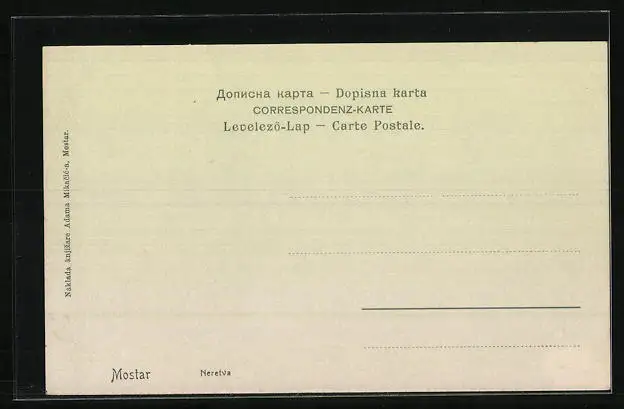 Дописна карта — Dopisna karta
CORRESPONDENZ-KARTE
Levelező-Lap — Carte Postale.
Naklada knjižare Adama Mikačić-a, Mostar.
Mostar Neretva